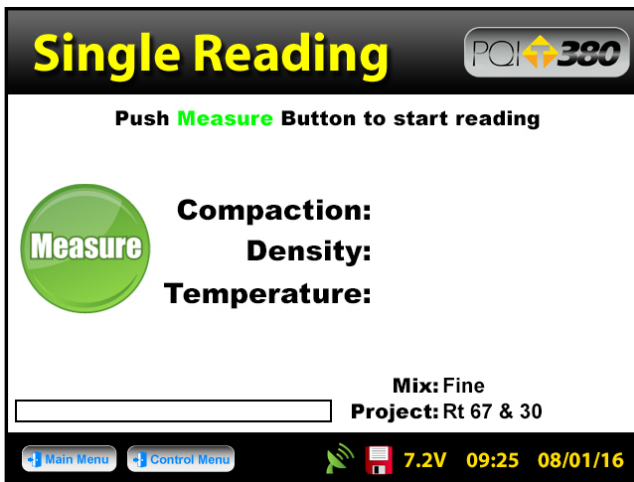 Single Reading
PQI T 380
Push Measure Button to start reading
Measure
Compaction:
Density:
Temperature:
Mix: Fine
Project: Rt 67 & 30
Main Menu Control Menu 7.2V 09:25 08/01/16